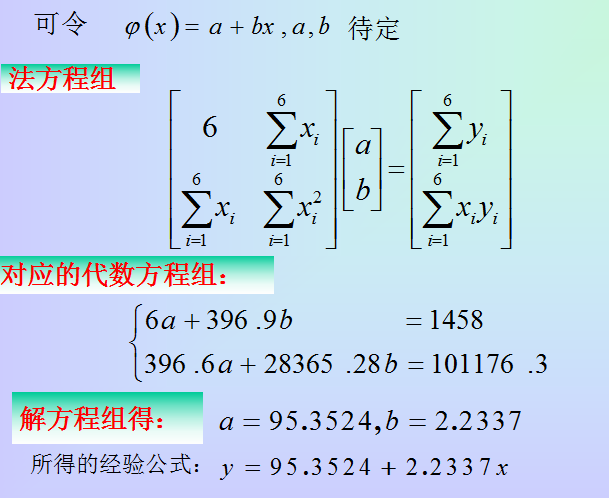 可令 φ(x) = a + bx , a, b 待定
法方程组
[ 6 ∑_{i=1}^{6} x_i ; ∑_{i=1}^{6} x_i ∑_{i=1}^{6} x_i^2 ] [ a ; b ] = [ ∑_{i=1}^{6} y_i ; ∑_{i=1}^{6} x_i y_i ]
对应的代数方程组：
{ 6a + 396 .9b = 1458
396 .6a + 28365 .28b = 101176 .3
解方程组得： a = 95.3524, b = 2.2337
所得的经验公式： y = 95.3524 + 2.2337x